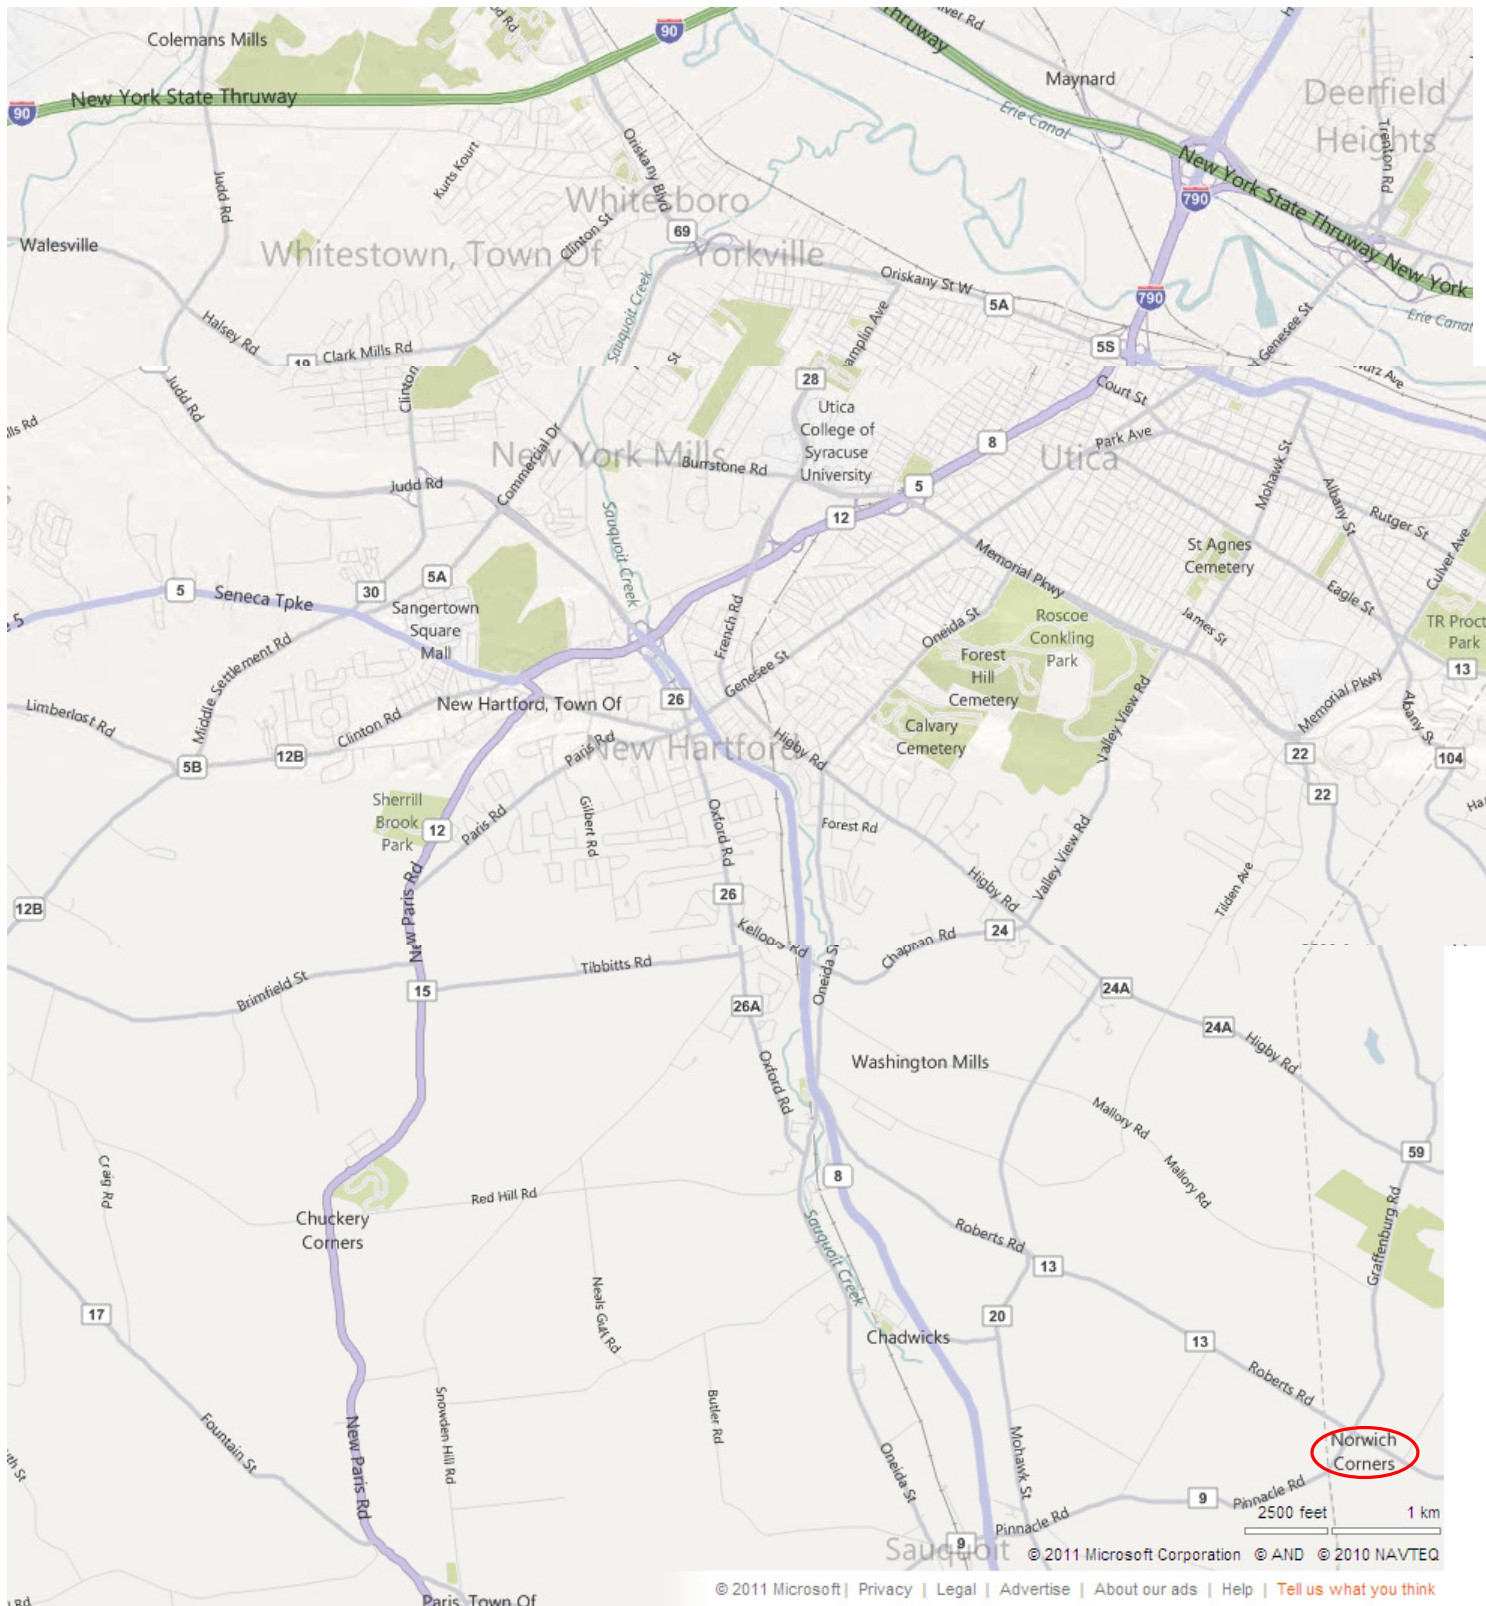 Colemans Mills
90
New York State Thruway
90
Thruway
Maynard
Deerfield
Heights
Trenton Rd
Erie Canal
Judd Rd
Kurts Kourt
Oriskany Blvd
Whitesboro
Clinton St
69
New York State Thruway
New York
790
Walesville
Whitestown, Town Of
Yorkville
Sauquoit Creek
Oriskany St W
5A
790
Erie Canal
Halsey Rd
19
Clark Mills Rd
St
5S
Genesee St
Judd Rd
Clinton
28
Court St
Utica
College of
Syracuse
University
New York Mills
Commercial Dr
Burrstone Rd
8
Park Ave
Utica
Mohawk St
Albany St
Rutger St
Culver Ave
Judd Rd
5
12
Sauquoit Creek
Memorial Pkwy
St Agnes
Cemetery
Eagle St
5
Seneca Tpke
30
5A
Sangertown
Square
Mall
5
French Rd
Oneida St
Roscoe
Conkling
Park
James St
TR Proct
Park
13
Forest
Hill
Cemetery
Middle Settlement Rd
Genesee St
Limberlost Rd
New Hartford, Town Of
26
Clinton Rd
Calvary
Cemetery
Valley View Rd
Memorial Pkwy
Albany St
5B
12B
Paris Rd
New Hartford
Higby Rd
22
104
22
Sherrill
Brook
Park
12
Paris Rd
Gilbert Rd
Oxford Rd
Forest Rd
Valley View Rd
Higby Rd
Tilden Ave
12B
New Paris Rd
26
Kellogg Rd
Chapman Rd
24
Brimfield St
15
Tibbitts Rd
26A
Oneida St
24A
24A
Higby Rd
Oxford Rd
Washington Mills
Mallory Rd
Mallory Rd
59
Craig Rd
Red Hill Rd
8
Chuckery
Corners
Sauquoit Creek
Roberts Rd
13
Graffenburg Rd
17
Neals Gulf Rd
Chadwicks
20
13
Roberts Rd
Snowden Hill Rd
Butler Rd
New Paris Rd
Fountain St
Oneida St
Mohawk St
Norwich
Corners
9
Pinnacle Rd
Pinnacle Rd
9
Sauquoit
2500 feet
1 km
© 2011 Microsoft Corporation © AND © 2010 NAVTEQ
© 2011 Microsoft | Privacy | Legal | Advertise | About our ads | Help | Tell us what you think
Paris, Town Of